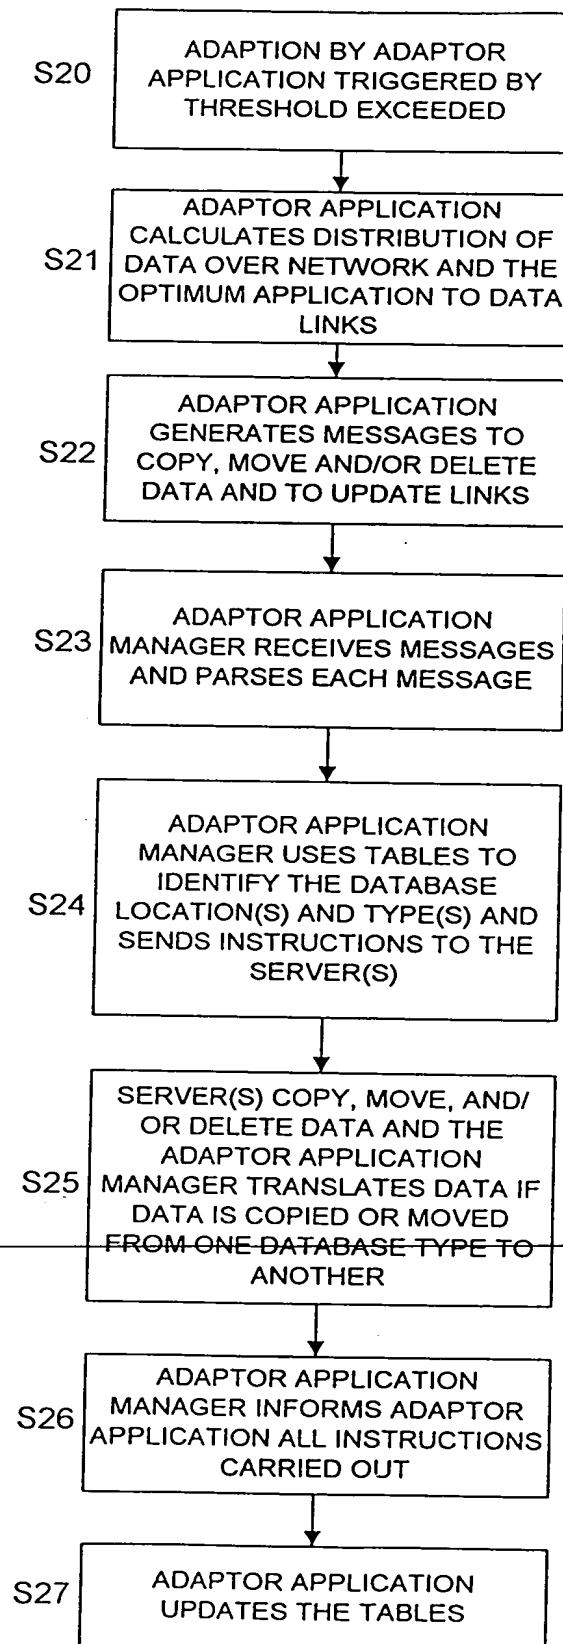 S20
ADAPTION BY ADAPTOR
APPLICATION TRIGGERED BY
THRESHOLD EXCEEDED
S21
ADAPTOR APPLICATION
CALCULATES DISTRIBUTION OF
DATA OVER NETWORK AND THE
OPTIMUM APPLICATION TO DATA
LINKS
S22
ADAPTOR APPLICATION
GENERATES MESSAGES TO
COPY, MOVE AND/OR DELETE
DATA AND TO UPDATE LINKS
S23
ADAPTOR APPLICATION
MANAGER RECEIVES MESSAGES
AND PARSES EACH MESSAGE
S24
ADAPTOR APPLICATION
MANAGER USES TABLES TO
IDENTIFY THE DATABASE
LOCATION(S) AND TYPE(S) AND
SENDS INSTRUCTIONS TO THE
SERVER(S)
S25
SERVER(S) COPY, MOVE, AND/
OR DELETE DATA AND THE
ADAPTOR APPLICATION
MANAGER TRANSLATES DATA IF
DATA IS COPIED OR MOVED
FROM ONE DATABASE TYPE TO
ANOTHER
S26
ADAPTOR APPLICATION
MANAGER INFORMS ADAPTOR
APPLICATION ALL INSTRUCTIONS
CARRIED OUT
S27
ADAPTOR APPLICATION
UPDATES THE TABLES